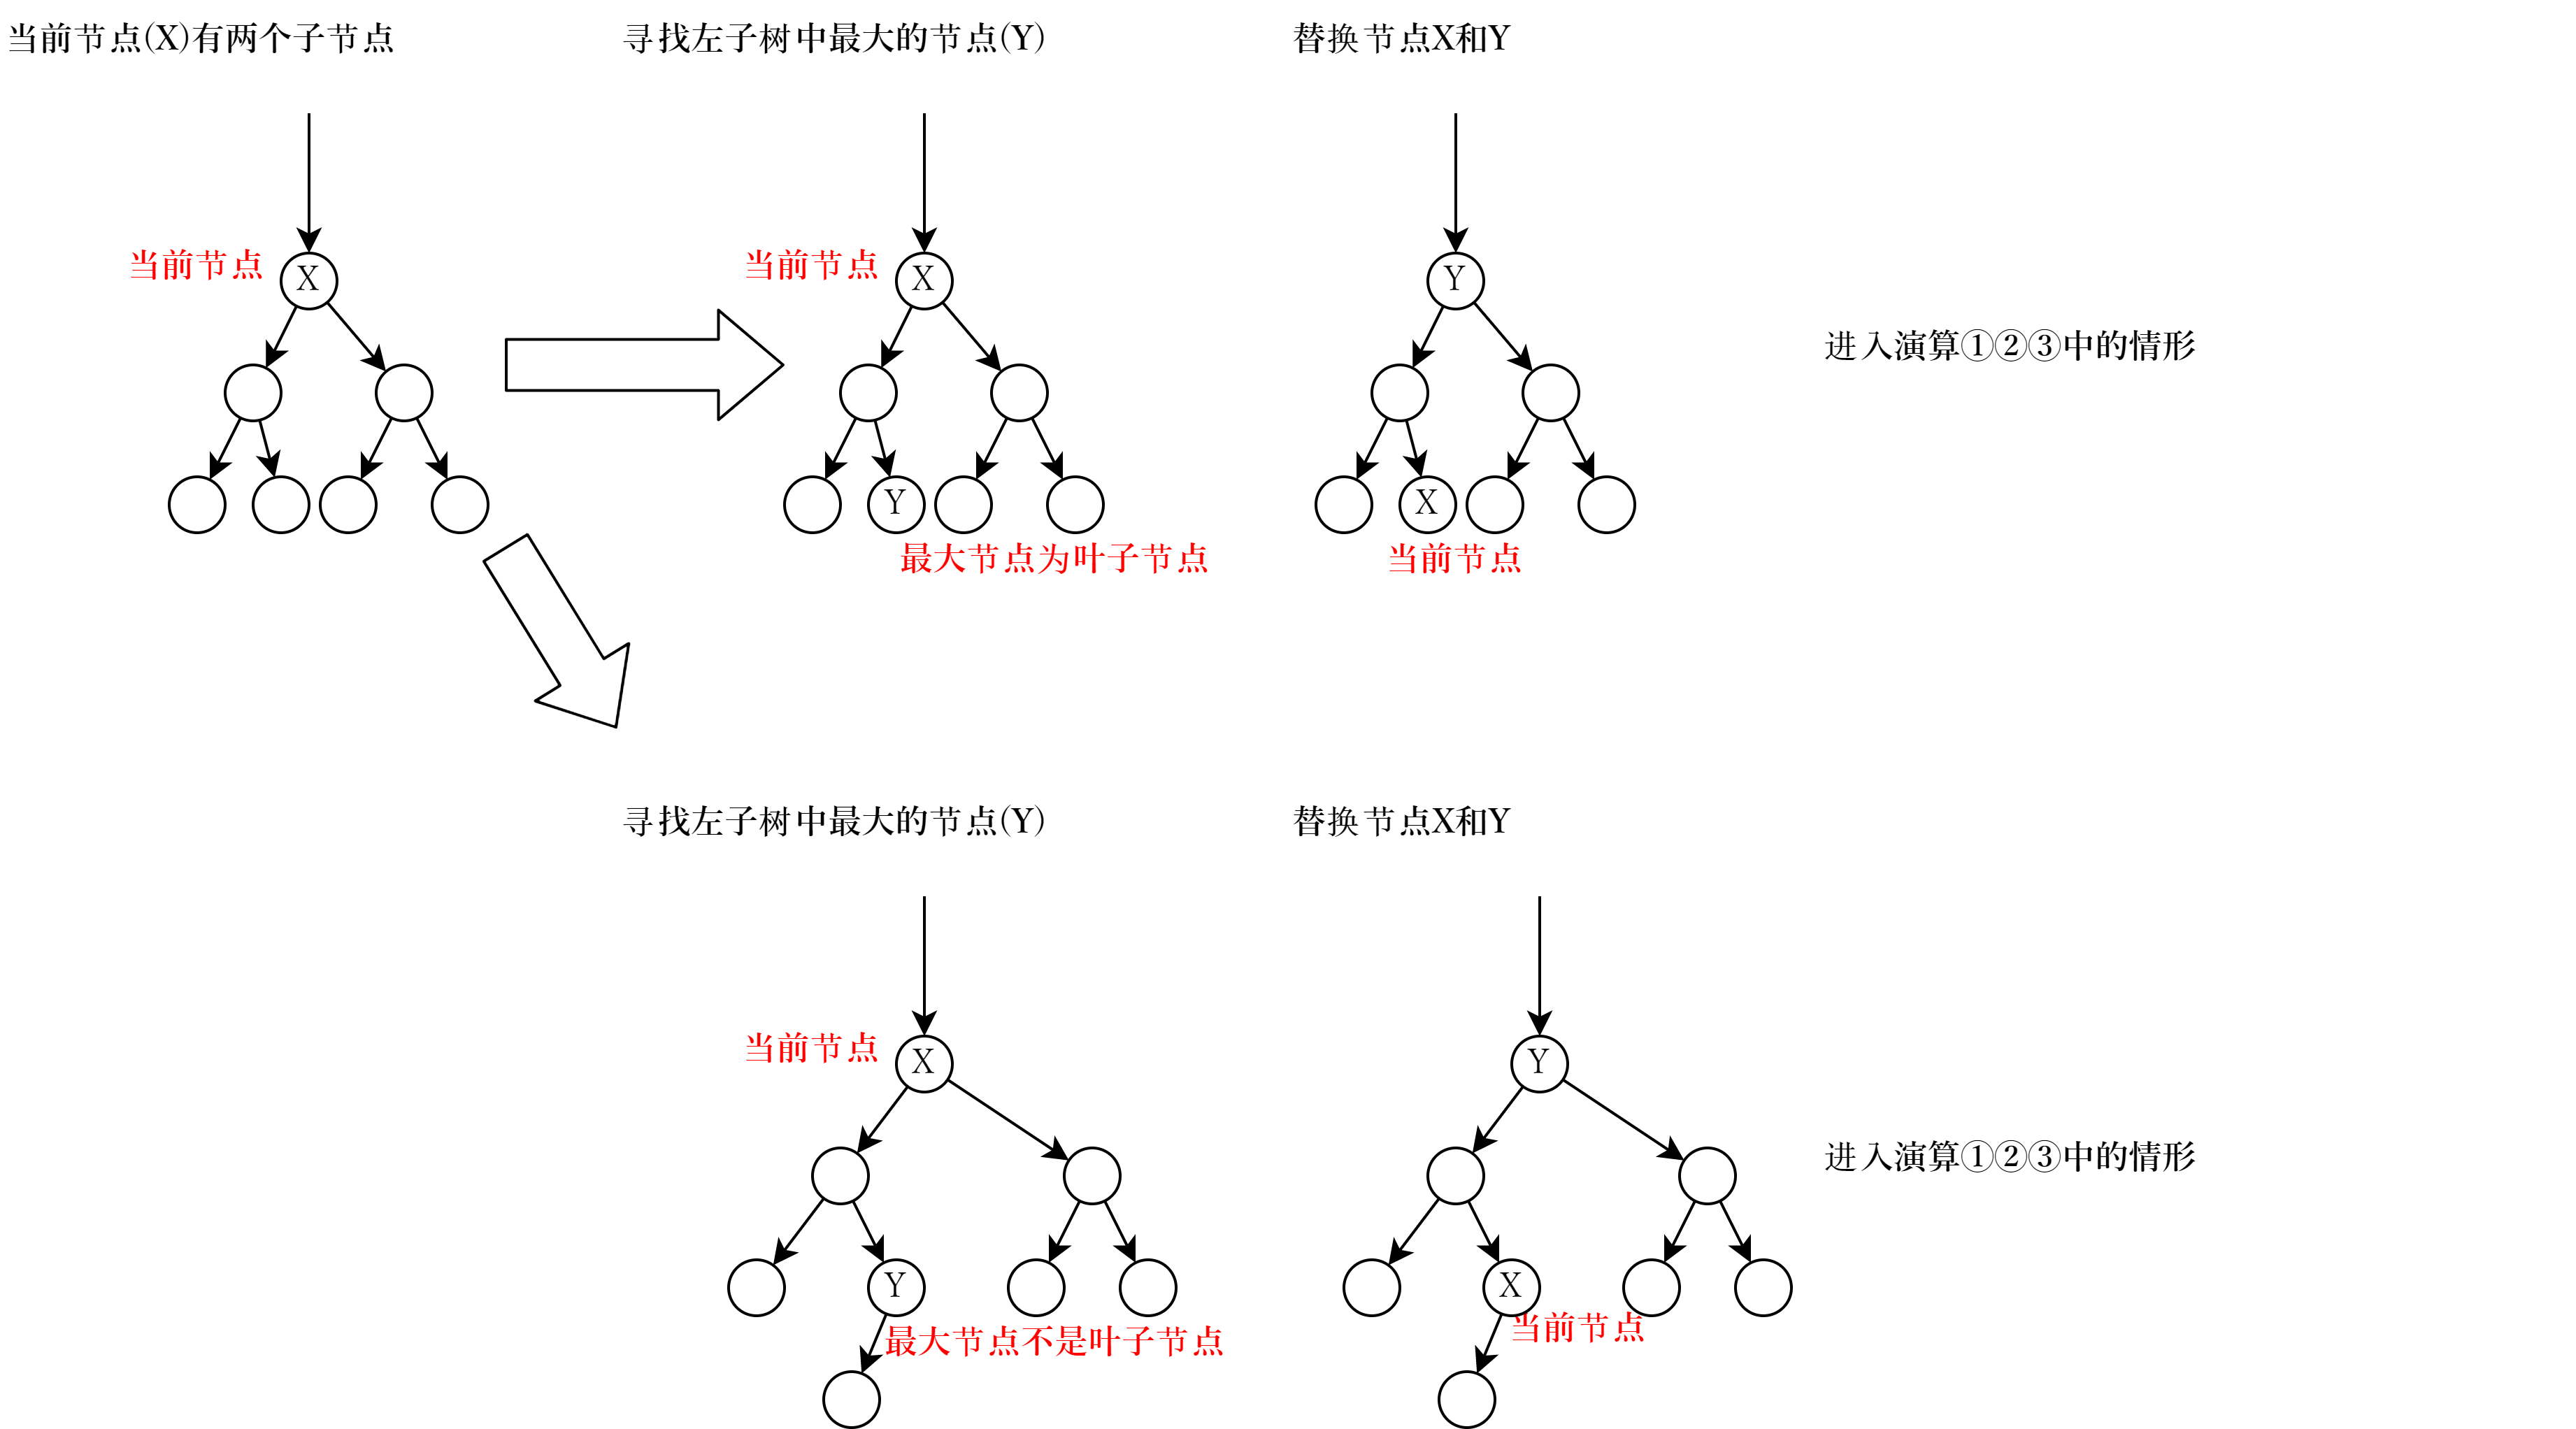 当前节点(X)有两个子节点
寻找左子树中最大的节点(Y)
替换节点X和Y
当前节点
X
当前节点
X
Y
进入演算①②③中的情形
Y
X
最大节点为叶子节点
当前节点
寻找左子树中最大的节点(Y)
替换节点X和Y
当前节点
X
Y
进入演算①②③中的情形
Y
X
最大节点不是叶子节点
当前节点